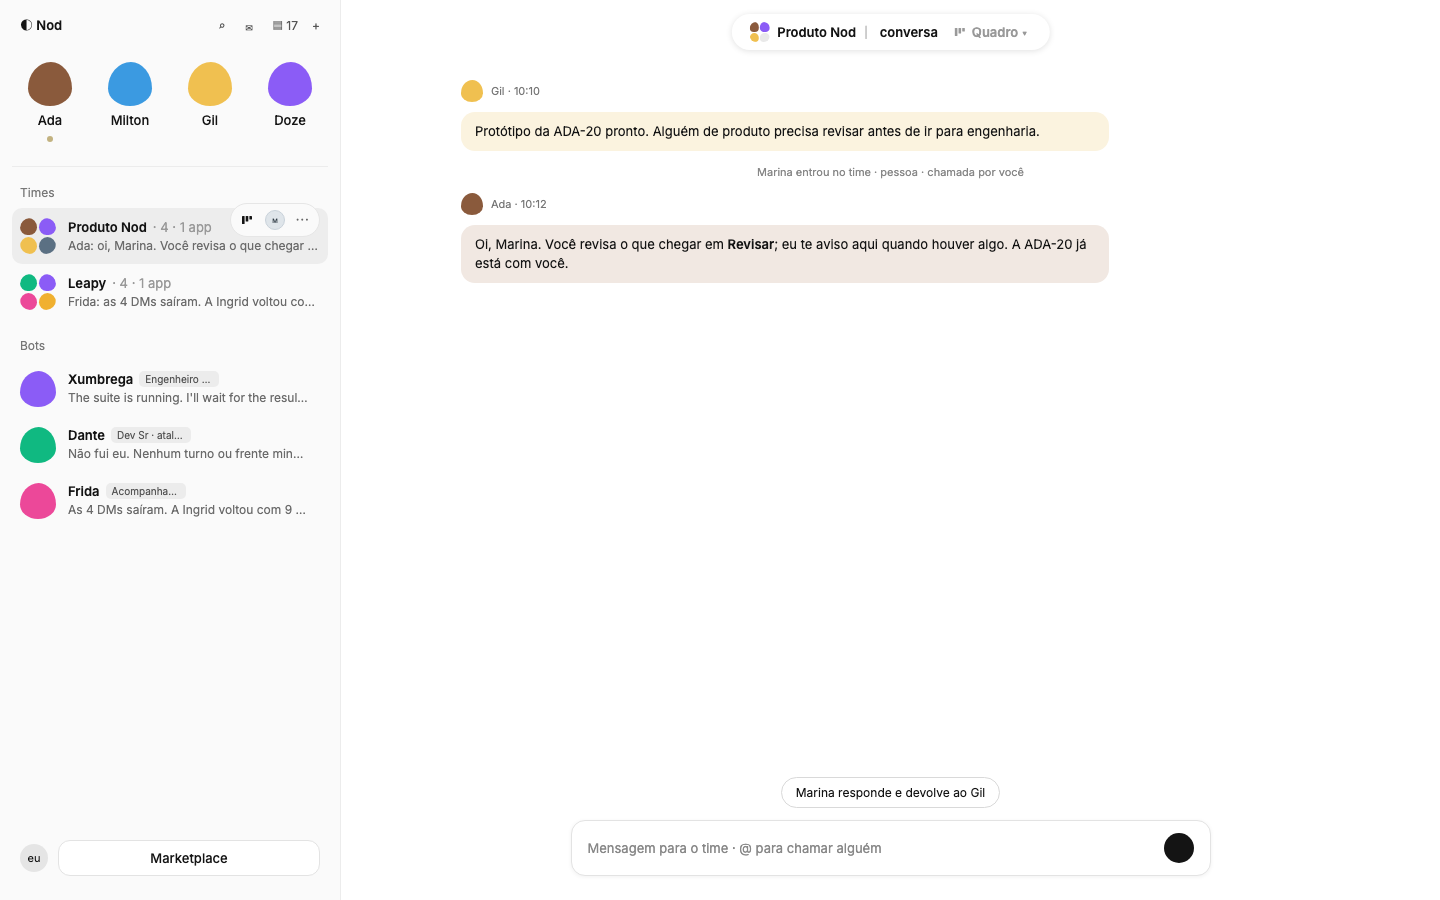 Nod
17
+
Ada
Milton
Gil
Doze
Times
Produto Nod · 4 · 1 app
M
···
Ada: oi, Marina. Você revisa o que chegar ...
Leapy · 4 · 1 app
Frida: as 4 DMs saíram. A Ingrid voltou co...
Bots
Xumbrega Engenheiro ...
The suite is running. I'll wait for the resul...
Dante Dev Sr · atal...
Não fui eu. Nenhum turno ou frente min...
Frida Acompanha...
As 4 DMs saíram. A Ingrid voltou com 9 ...
eu
Marketplace
Produto Nod | conversa Quadro
Gil · 10:10
Protótipo da ADA-20 pronto. Alguém de produto precisa revisar antes de ir para engenharia.
Marina entrou no time · pessoa · chamada por você
Ada · 10:12
Oi, Marina. Você revisa o que chegar em Revisar; eu te aviso aqui quando houver algo. A ADA-20 já
está com você.
Marina responde e devolve ao Gil
Mensagem para o time · @ para chamar alguém